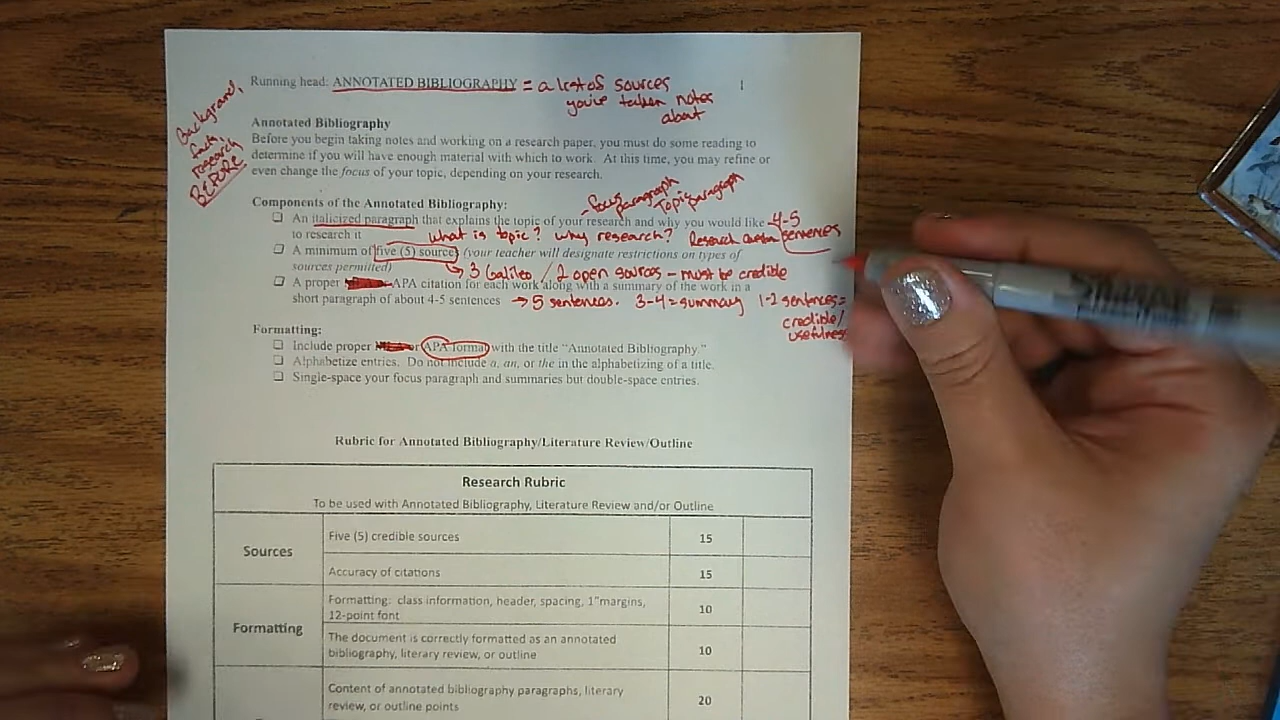 Running head: ANNOTATED BIBLIOGRAPHY = a list of sources 1
you've taken notes
about
Background,
facts,
research
BEFORE
Annotated Bibliography
Before you begin taking notes and working on a research paper, you must do some reading to
determine if you will have enough material with which to work. At this time, you may refine or
even change the focus of your topic, depending on your research.
- focus paragraph
Topic paragraph
Components of the Annotated Bibliography:
An italicized paragraph that explains the topic of your research and why you would like 4-5
to research it what is topic? why research? Research question sentences
A minimum of five (5) sources (your teacher will designate restrictions on types of
sources permitted) → 3 Galileo / 2 open sources - must be credible
A proper APA citation for each work along with a summary of the work in a
short paragraph of about 4-5 sentences → 5 sentences. 3-4 = summary 1-2 sentences =
credible/
usefulness
Formatting:
Include proper or APA format with the title "Annotated Bibliography."
Alphabetize entries. Do not include a, an, or the in the alphabetizing of a title.
Single-space your focus paragraph and summaries but double-space entries.
Rubric for Annotated Bibliography/Literature Review/Outline
Research Rubric
To be used with Annotated Bibliography, Literature Review and/or Outline
Sources
Five (5) credible sources 15
Accuracy of citations 15
Formatting
Formatting: class information, header, spacing, 1"margins,
12-point font 10
The document is correctly formatted as an annotated
bibliography, literary review, or outline 10
Content of annotated bibliography paragraphs, literary
review, or outline points 20